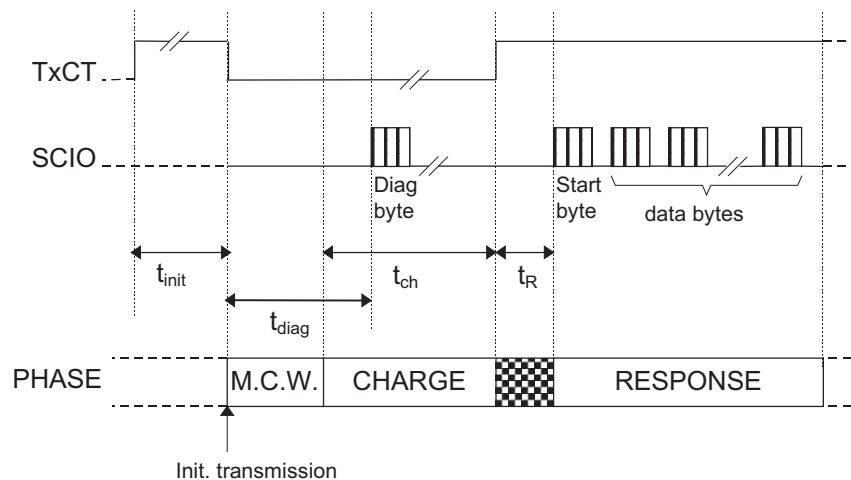 TxCT
SCIO
Diag
byte
Start
byte
data bytes
t_init
t_ch
t_R
t_diag
PHASE
M.C.W.
CHARGE
RESPONSE
Init. transmission